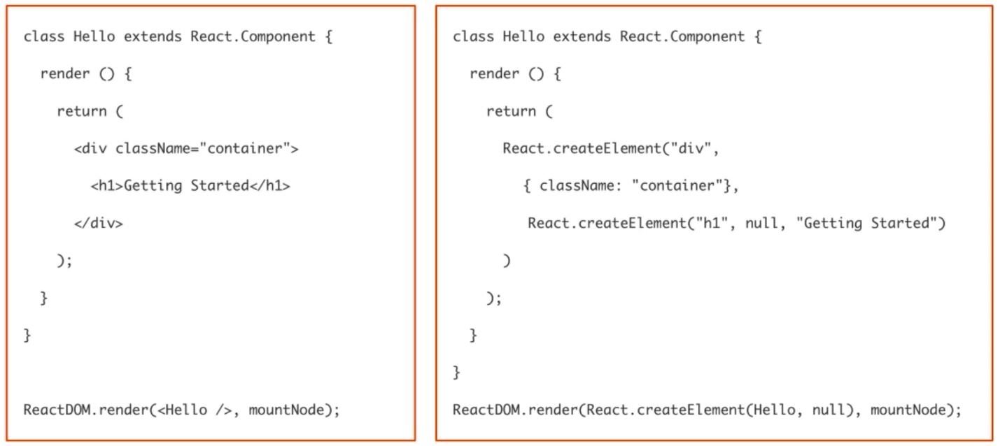 class Hello extends React.Component {
  render () {
    return (
      <div className="container">
        <h1>Getting Started</h1>
      </div>
    );
  }
}
ReactDOM.render(<Hello />, mountNode);
class Hello extends React.Component {
  render () {
    return (
      React.createElement("div",
        { className: "container"},
        React.createElement("h1", null, "Getting Started")
      )
    );
  }
}
ReactDOM.render(React.createElement(Hello, null), mountNode);